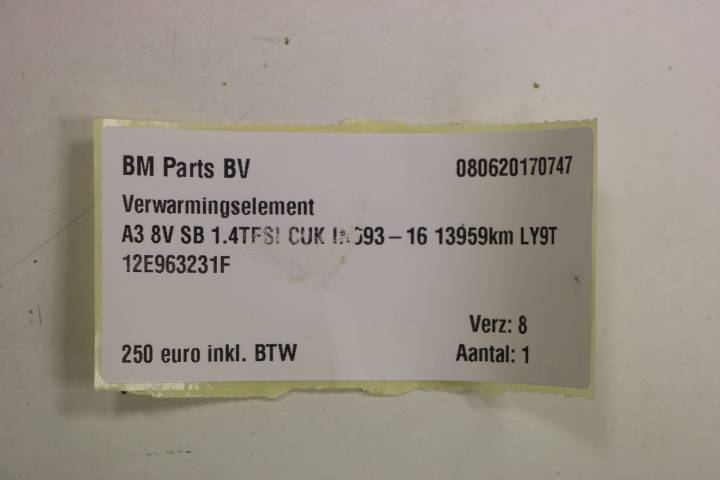 BM Parts BV 080620170747
Verwarmingselement
A3 8V SB 1.4TFSI CUK 16 13959km LY9T
12E963231F
Verz: 8
250 euro inkl. BTW Aantal: 1